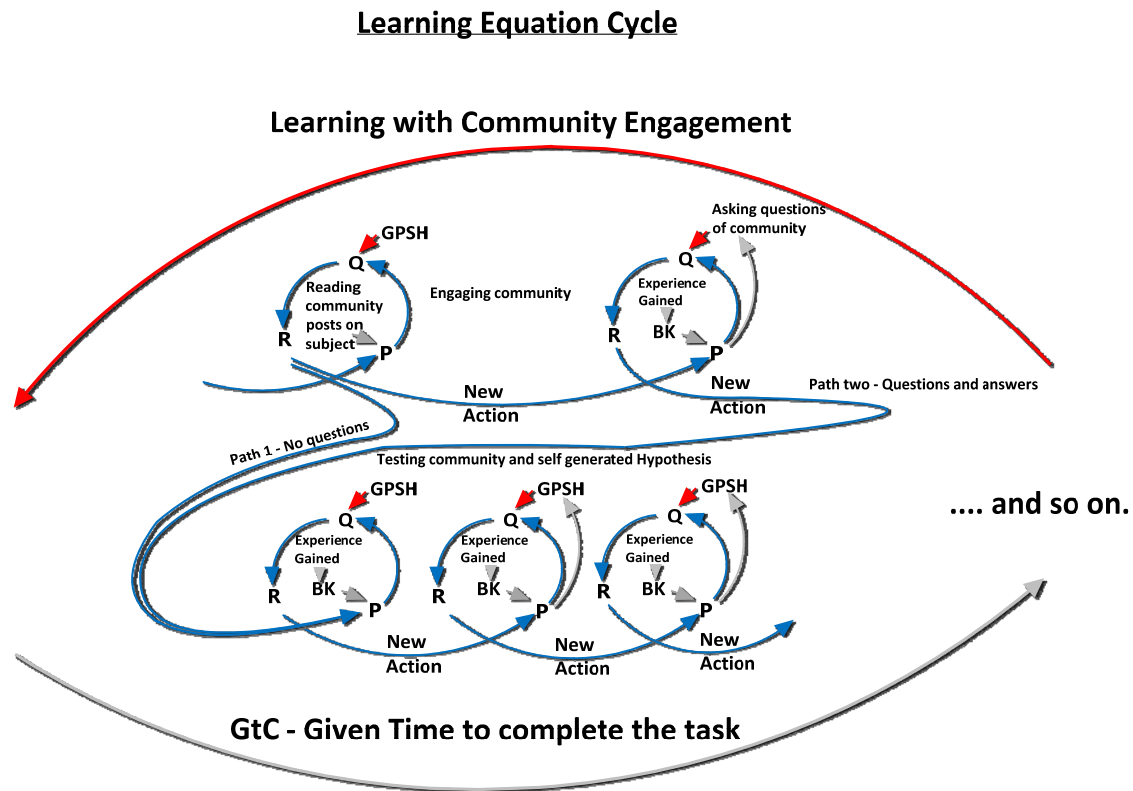 Learning Equation Cycle
Learning with Community Engagement
GPSH
Q
Reading
community
posts on
subject
R
P
Engaging community
Asking questions
of community
Q
Experience
Gained
BK
R
P
New
Action
New
Action
Path two - Questions and answers
Path 1 - No questions
Testing community and self generated Hypothesis
GPSH
Q
Experience
Gained
BK
R
P
GPSH
Q
Experience
Gained
BK
R
P
GPSH
Q
Experience
Gained
BK
R
P
New
Action
New
Action
New
Action
.... and so on.
GtC - Given Time to complete the task